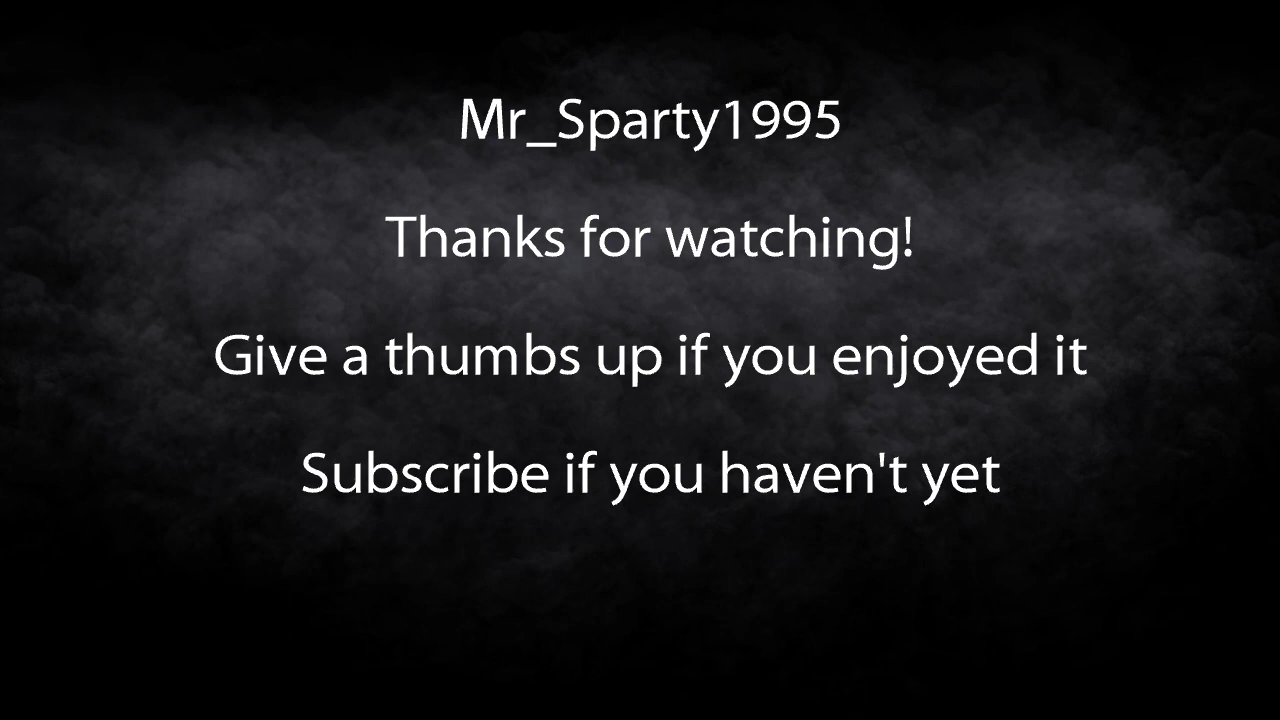 Mr_Sparty1995
Thanks for watching!
Give a thumbs up if you enjoyed it
Subscribe if you haven't yet